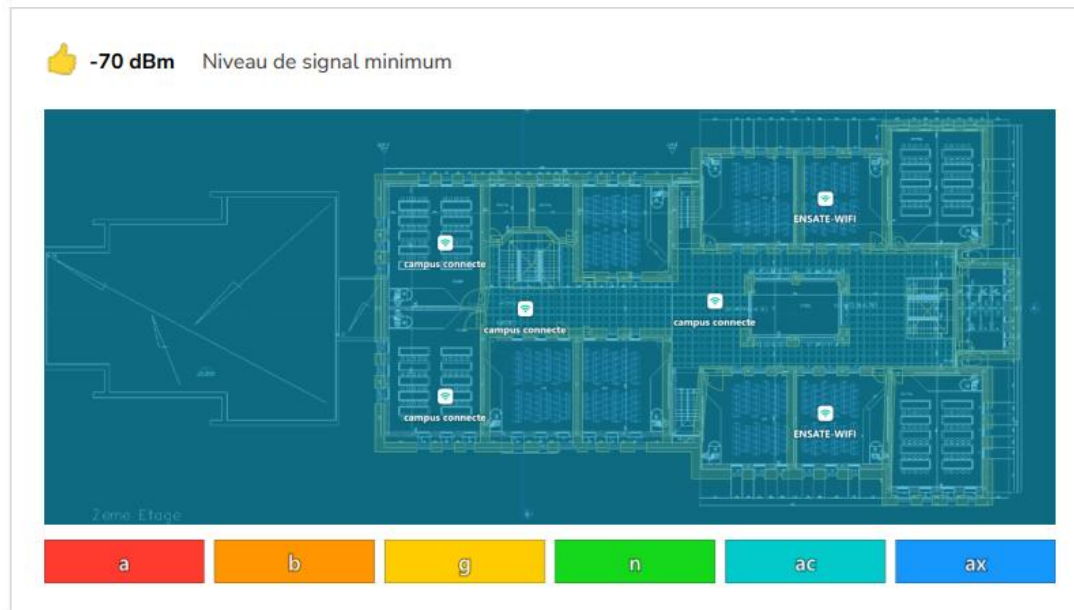 -70 dBm Niveau de signal minimum
ENSATE-WIFI
campus connecte
campus connecte
campus connecte
campus connecte
ENSATE-WIFI
2eme Etage
a b g n ac ax